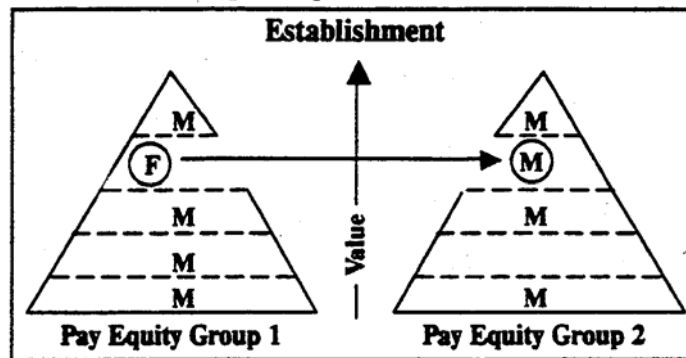 Establishment
M M
F M
M M
M
M M
Value
Pay Equity Group 1 Pay Equity Group 2